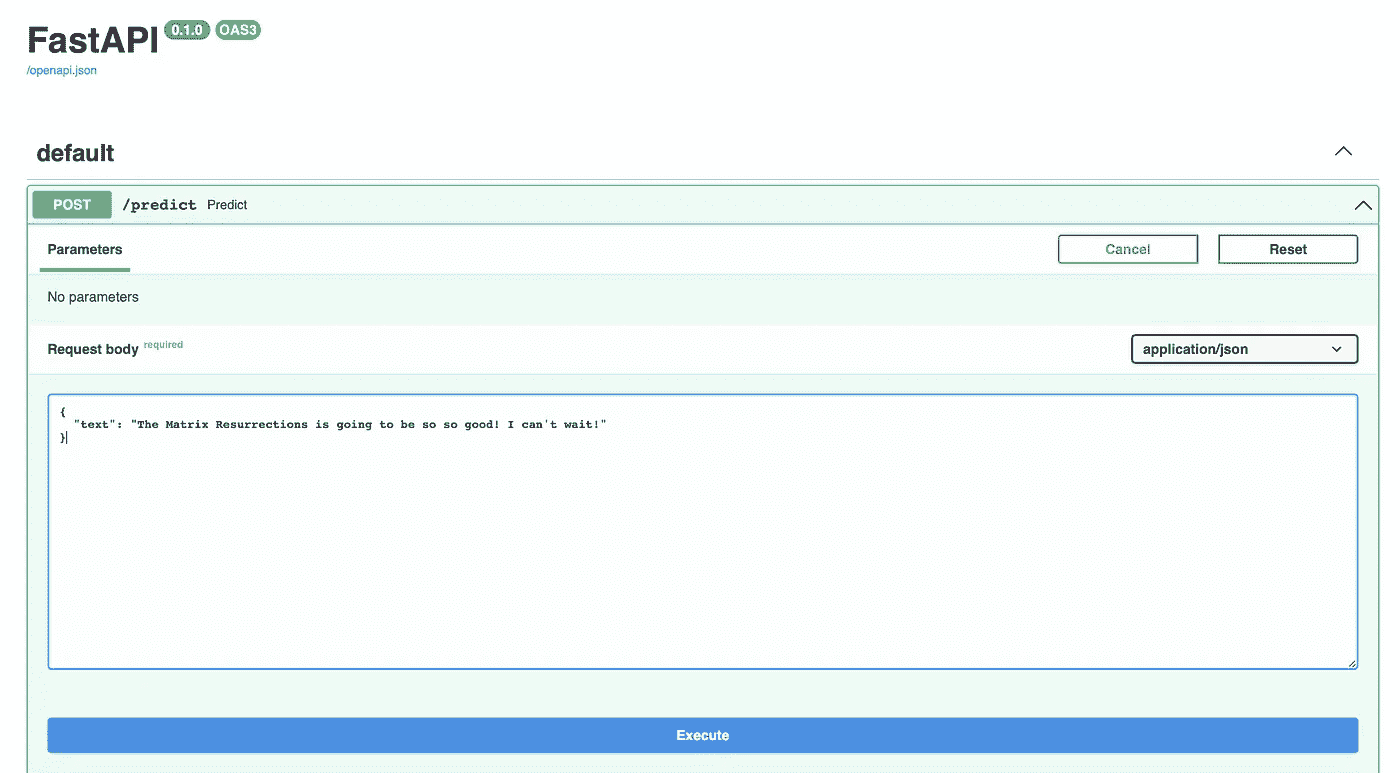 FastAPI 0.1.0 OAS3
/openapi.json
default
POST /predict Predict
Parameters Cancel Reset
No parameters
Request body required application/json
{
"text": "The Matrix Resurrections is going to be so so good! I can't wait!"
}
Execute